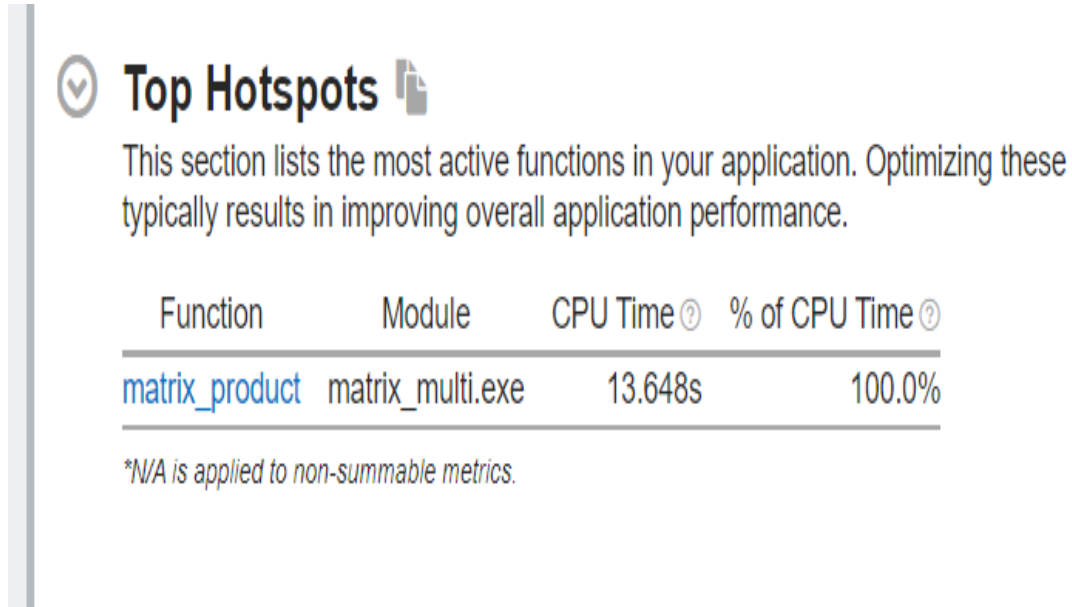 Top Hotspots
This section lists the most active functions in your application. Optimizing these
typically results in improving overall application performance.
Function Module CPU Time ? % of CPU Time ?
matrix_product matrix_multi.exe 13.648s 100.0%
*N/A is applied to non-summable metrics.